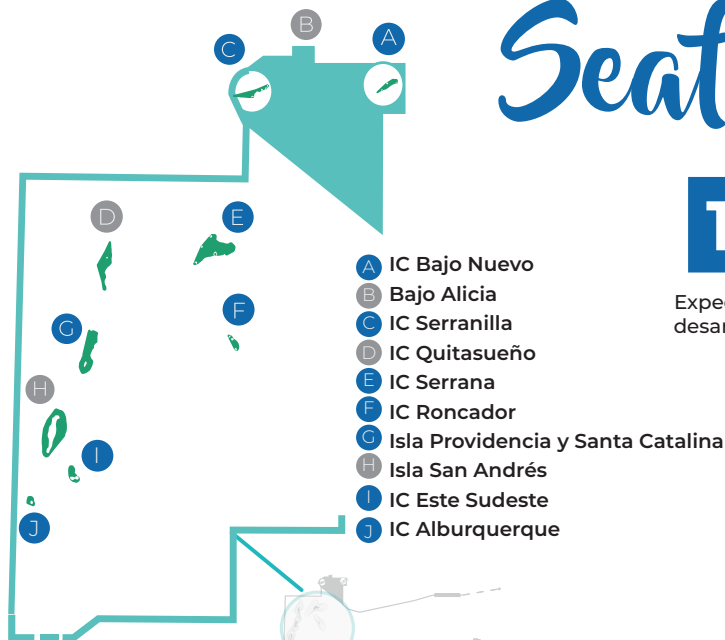 B
C
A
Seaf
D
E
F
G
H
I
J
A IC Bajo Nuevo
B Bajo Alicia
C IC Serranilla
D IC Quitasueño
E IC Serrana
F IC Roncador
G Isla Providencia y Santa Catalina
H Isla San Andrés
I IC Este Sudeste
J IC Alburquerque